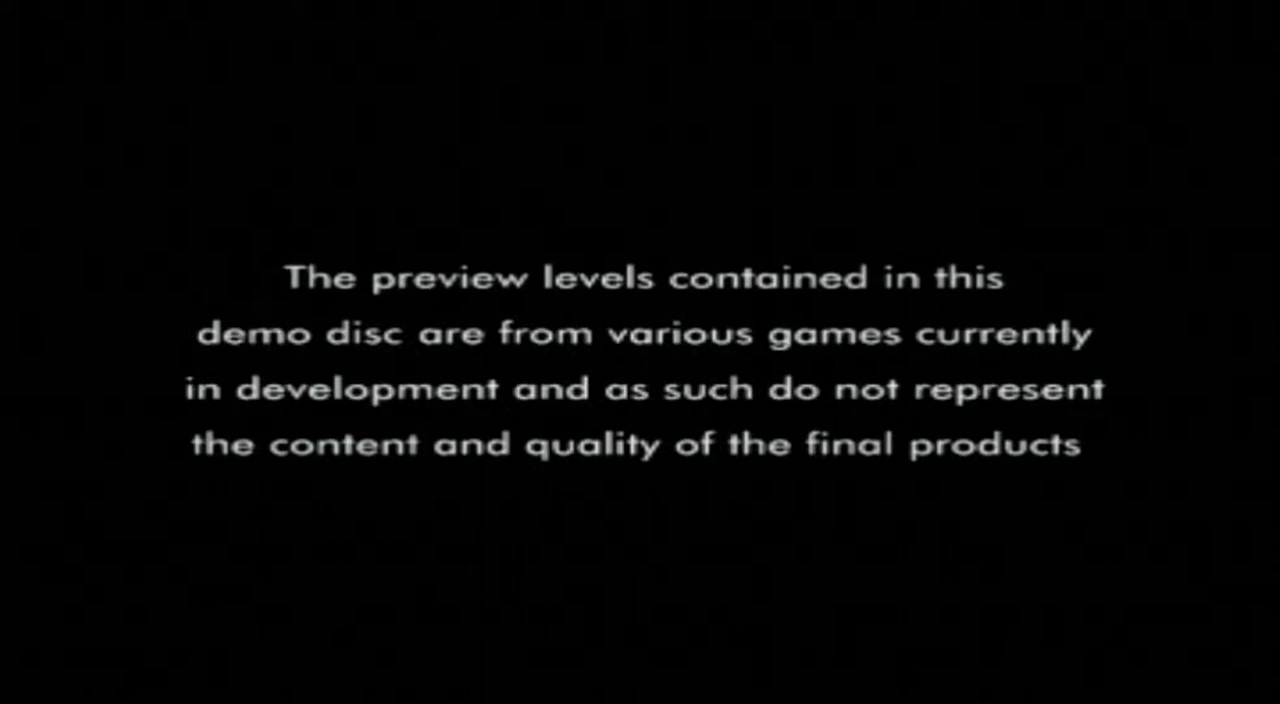 The preview levels contained in this
demo disc are from various games currently
in development and as such do not represent
the content and quality of the final products